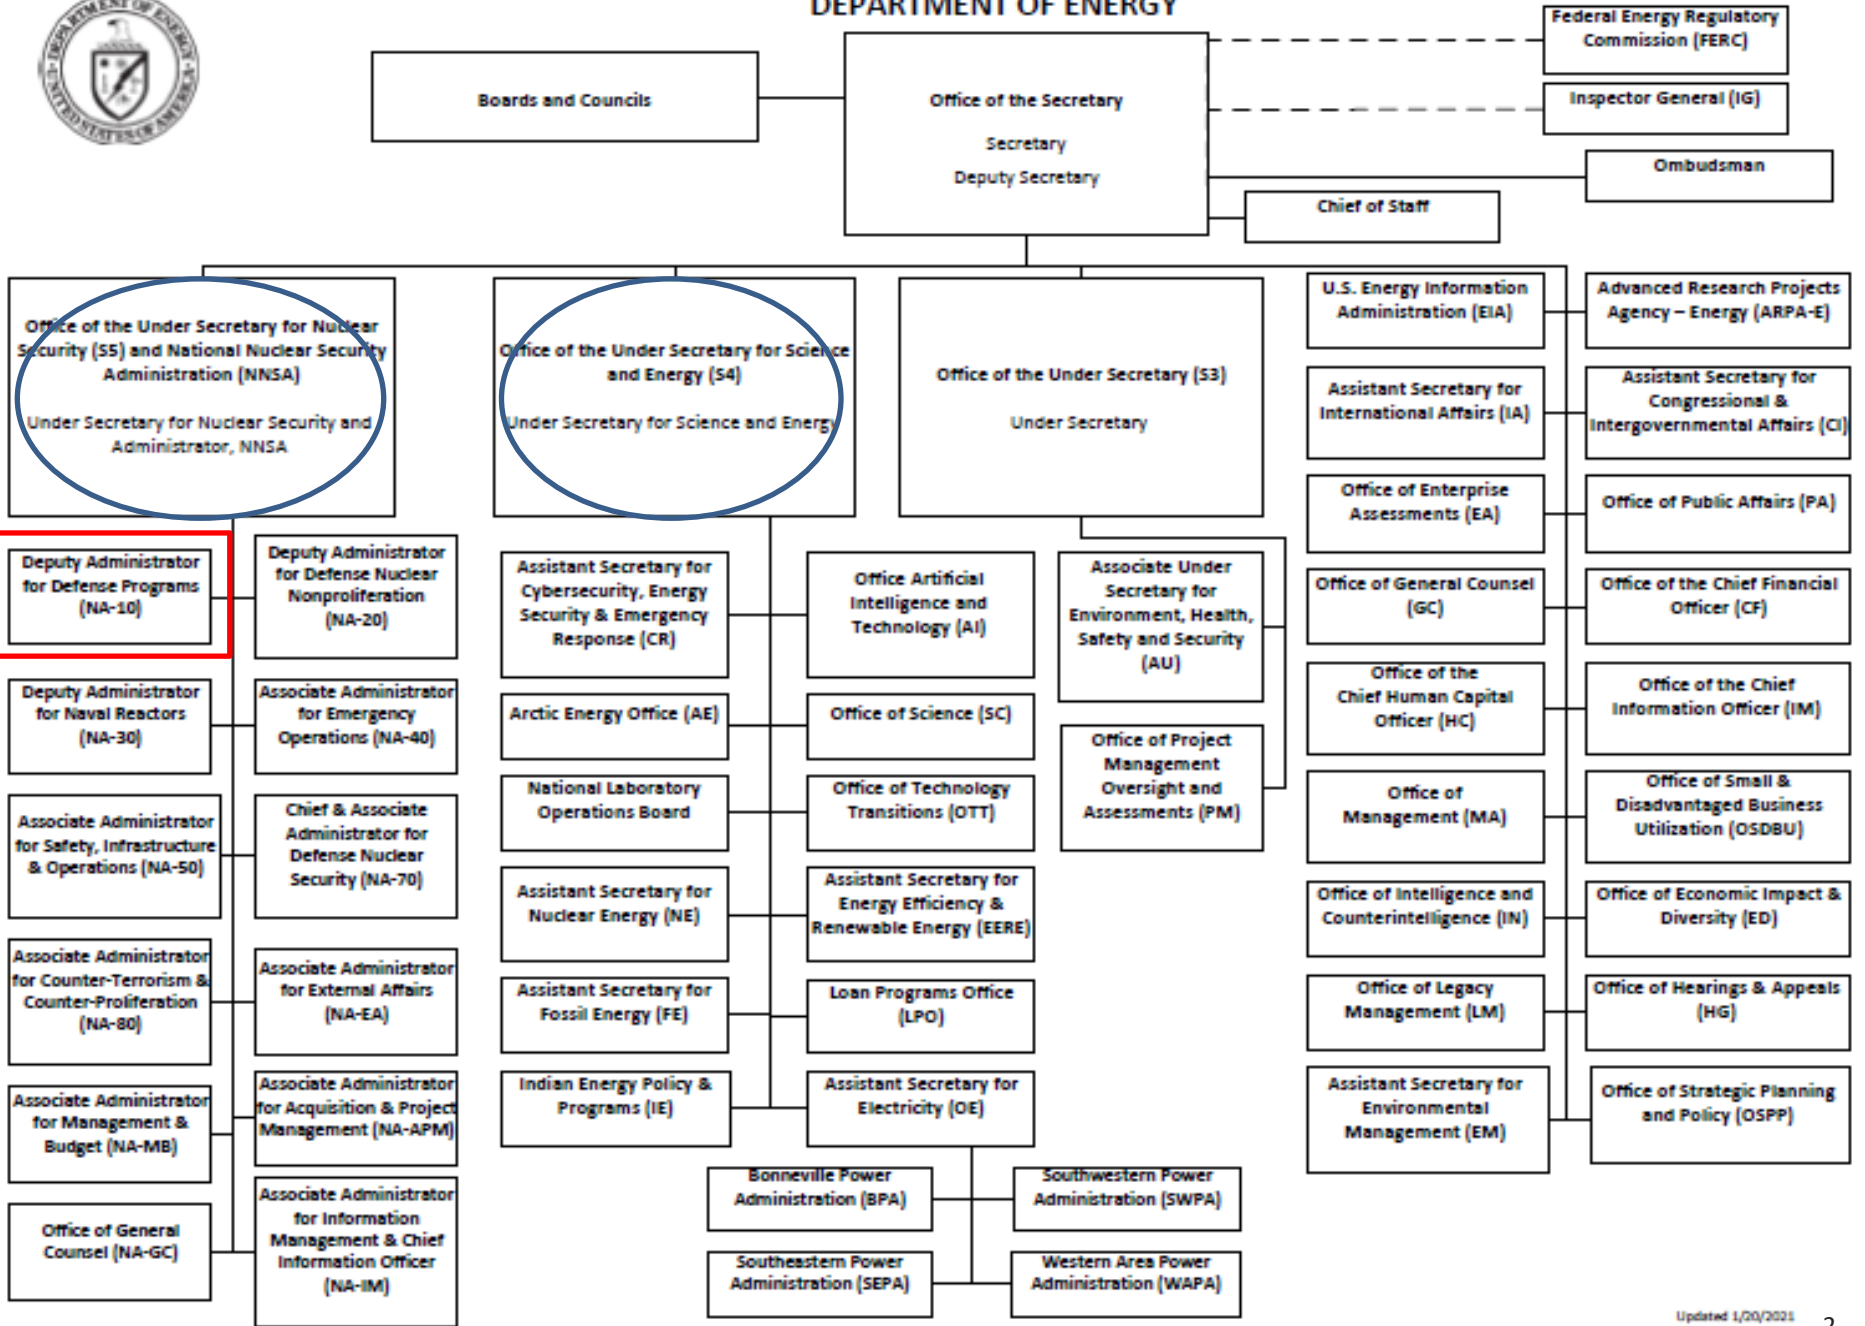 DEPARTMENT OF ENERGY
DEPARTMENT OF ENERGY
UNITED STATES OF AMERICA
Federal Energy Regulatory
Commission (FERC)
Inspector General (IG)
Ombudsman
Boards and Councils
Office of the Secretary
Secretary
Deputy Secretary
Chief of Staff
Office of the Under Secretary for Nuclear
Security (S5) and National Nuclear Security
Administration (NNSA)
Under Secretary for Nuclear Security and
Administrator, NNSA
Office of the Under Secretary for Science
and Energy (S4)
Under Secretary for Science and Energy
Office of the Under Secretary (S3)
Under Secretary
Deputy Administrator
for Defense Programs
(NA-10)
Deputy Administrator
for Defense Nuclear
Nonproliferation
(NA-20)
Deputy Administrator
for Naval Reactors
(NA-30)
Associate Administrator
for Emergency
Operations (NA-40)
Associate Administrator
for Safety, Infrastructure
& Operations (NA-50)
Chief & Associate
Administrator for
Defense Nuclear
Security (NA-70)
Associate Administrator
for Counter-Terrorism &
Counter-Proliferation
(NA-80)
Associate Administrator
for External Affairs
(NA-EA)
Associate Administrator
for Management &
Budget (NA-MB)
Associate Administrator
for Acquisition & Project
Management (NA-APM)
Office of General
Counsel (NA-GC)
Associate Administrator
for Information
Management & Chief
Information Officer
(NA-IM)
Assistant Secretary for
Cybersecurity, Energy
Security & Emergency
Response (CR)
Office Artificial
Intelligence and
Technology (AI)
Arctic Energy Office (AE)
Office of Science (SC)
National Laboratory
Operations Board
Office of Technology
Transitions (OTT)
Assistant Secretary for
Nuclear Energy (NE)
Assistant Secretary for
Energy Efficiency &
Renewable Energy (EERE)
Assistant Secretary for
Fossil Energy (FE)
Loan Programs Office
(LPO)
Indian Energy Policy &
Programs (IE)
Assistant Secretary for
Electricity (OE)
Bonneville Power
Administration (BPA)
Southwestern Power
Administration (SWPA)
Southeastern Power
Administration (SEPA)
Western Area Power
Administration (WAPA)
Associate Under
Secretary for
Environment, Health,
Safety and Security
(AU)
Office of Project
Management
Oversight and
Assessments (PM)
U.S. Energy Information
Administration (EIA)
Advanced Research Projects
Agency – Energy (ARPA-E)
Assistant Secretary for
International Affairs (IA)
Assistant Secretary for
Congressional &
Intergovernmental Affairs (CI)
Office of Enterprise
Assessments (EA)
Office of Public Affairs (PA)
Office of General Counsel
(GC)
Office of the Chief Financial
Officer (CF)
Office of the
Chief Human Capital
Officer (HC)
Office of the Chief
Information Officer (IM)
Office of
Management (MA)
Office of Small &
Disadvantaged Business
Utilization (OSDBU)
Office of Intelligence and
Counterintelligence (IN)
Office of Economic Impact &
Diversity (ED)
Office of Legacy
Management (LM)
Office of Hearings & Appeals
(HG)
Assistant Secretary for
Environmental
Management (EM)
Office of Strategic Planning
and Policy (OSPP)
Updated 1/20/2021
2